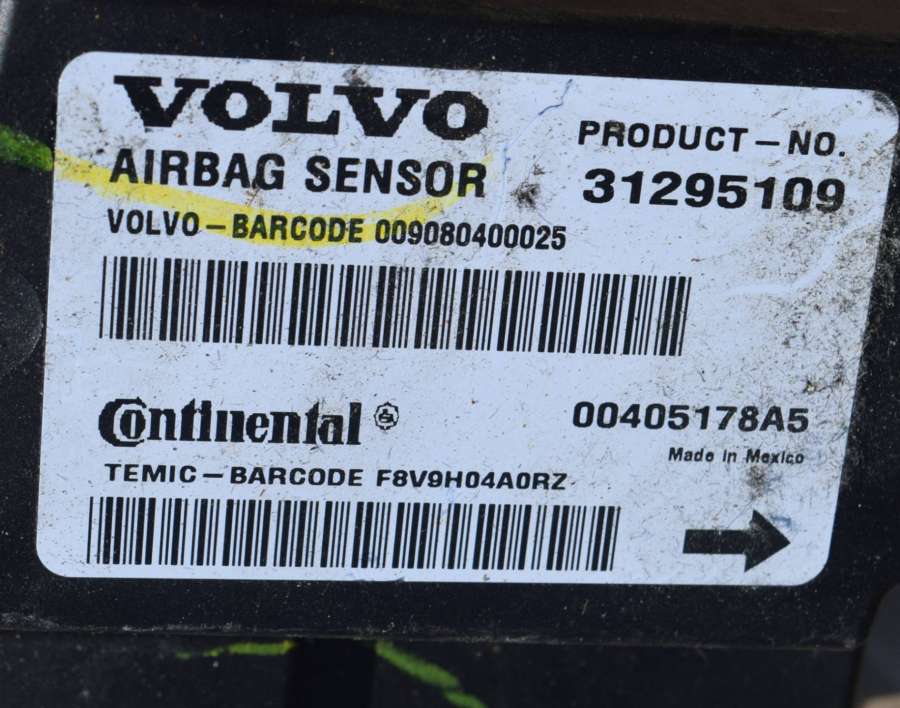 VOLVO
AIRBAG SENSOR
PRODUCT – NO.
31295109
VOLVO – BARCODE 009080400025
Continental
00405178A5
Made in Mexico
TEMIC – BARCODE F8V9H04A0RZ